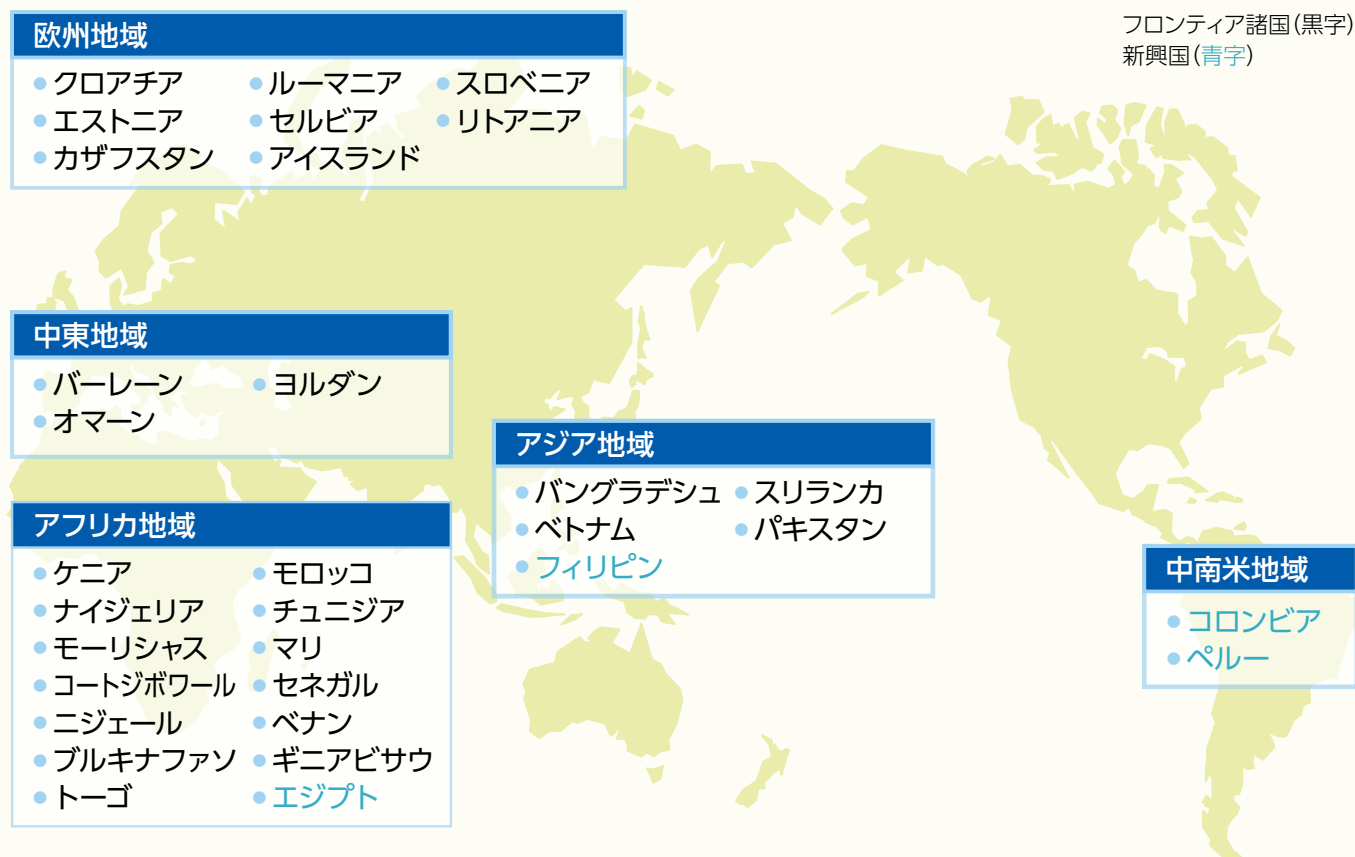 フロンティア諸国(黒字)
新興国(青字)
欧州地域
●クロアチア ●ルーマニア ●スロベニア
●エストニア ●セルビア ●リトアニア
●カザフスタン ●アイスランド
中東地域
●バーレーン ●ヨルダン
●オマーン
アジア地域
●バングラデシュ ●スリランカ
●ベトナム ●パキスタン
●フィリピン
アフリカ地域
●ケニア ●モロッコ
●ナイジェリア ●チュニジア
●モーリシャス ●マリ
●コートジボワール ●セネガル
●ニジェール ●ベナン
●ブルキナファソ ●ギニアビサウ
●トーゴ ●エジプト
中南米地域
●コロンビア
●ペルー